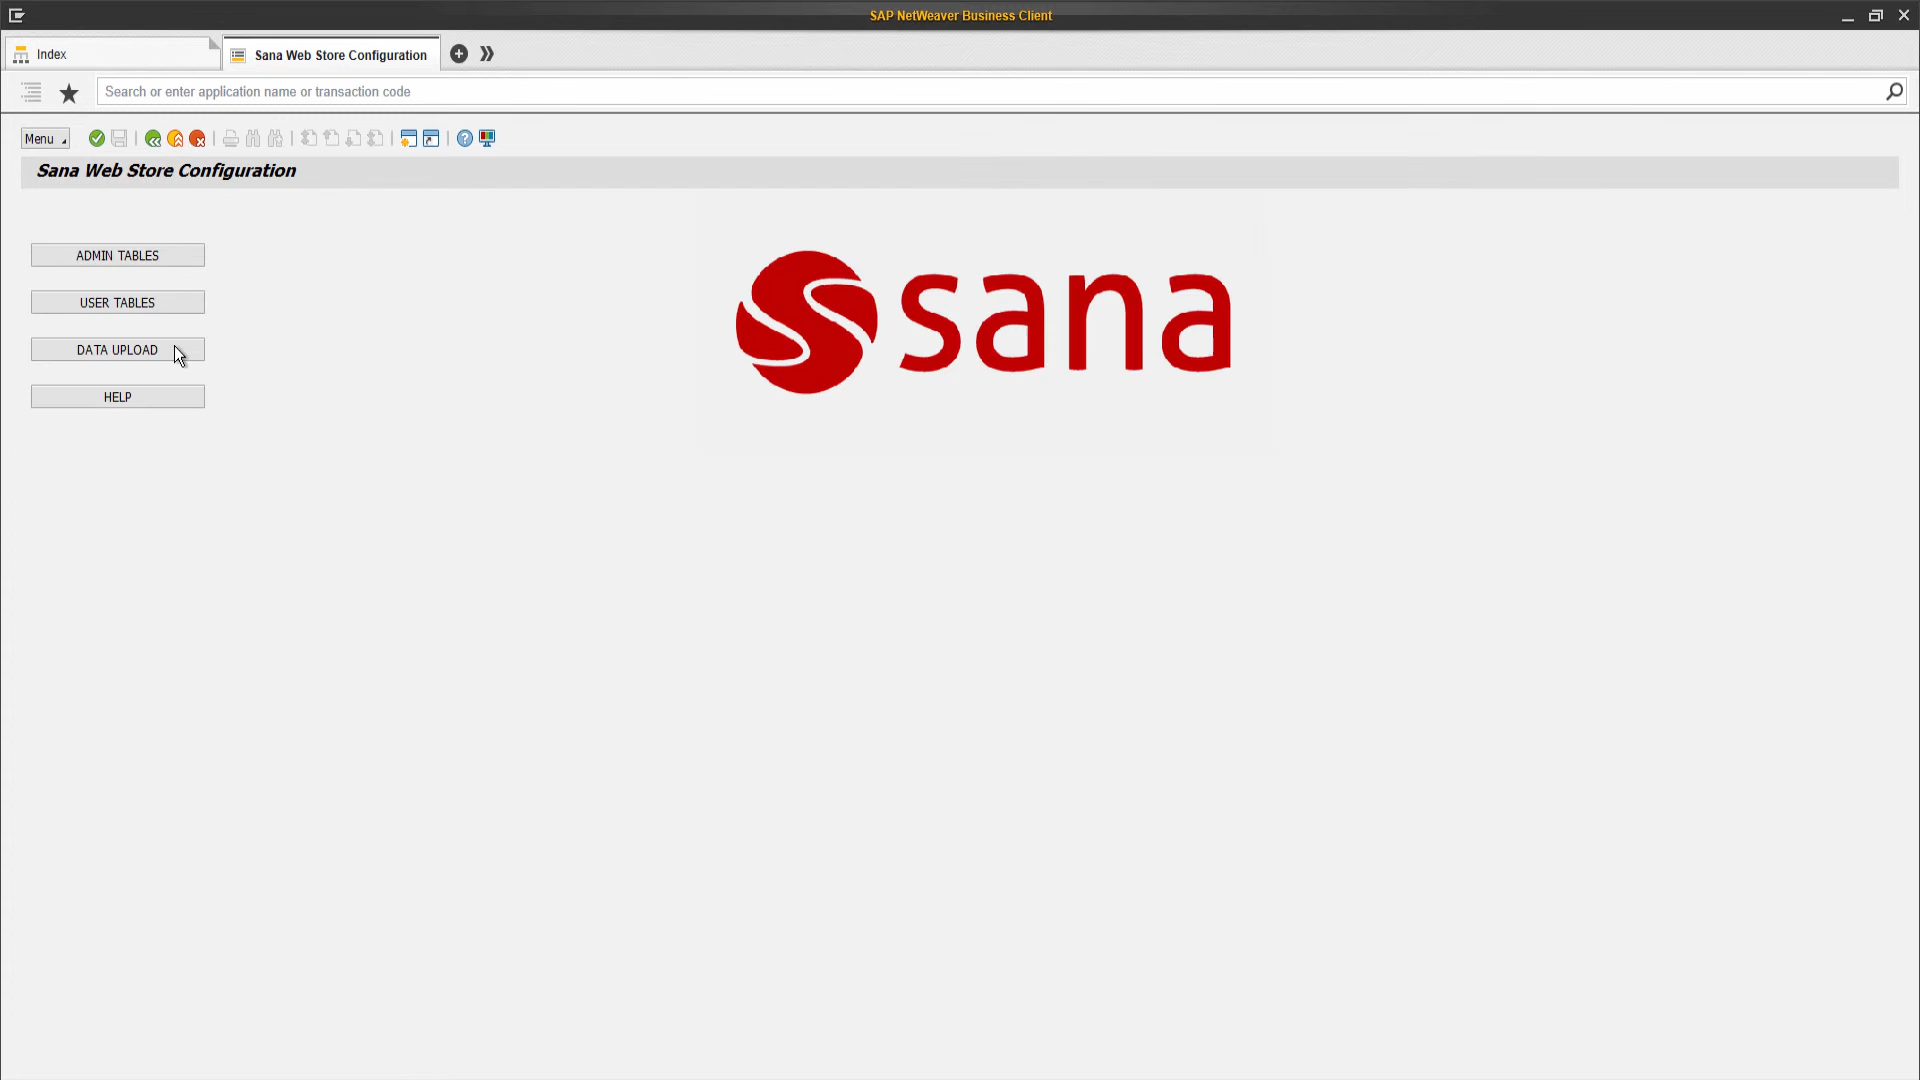 SAP NetWeaver Business Client
Index
Sana Web Store Configuration
Search or enter application name or transaction code
Menu
Sana Web Store Configuration
ADMIN TABLES
USER TABLES
DATA UPLOAD
HELP
sana